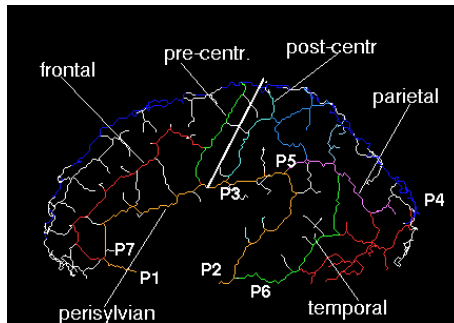 pre-centr.
post-centr
frontal
parietal
P5
P3
P4
P7
P1
P2
P6
perisylvian
temporal